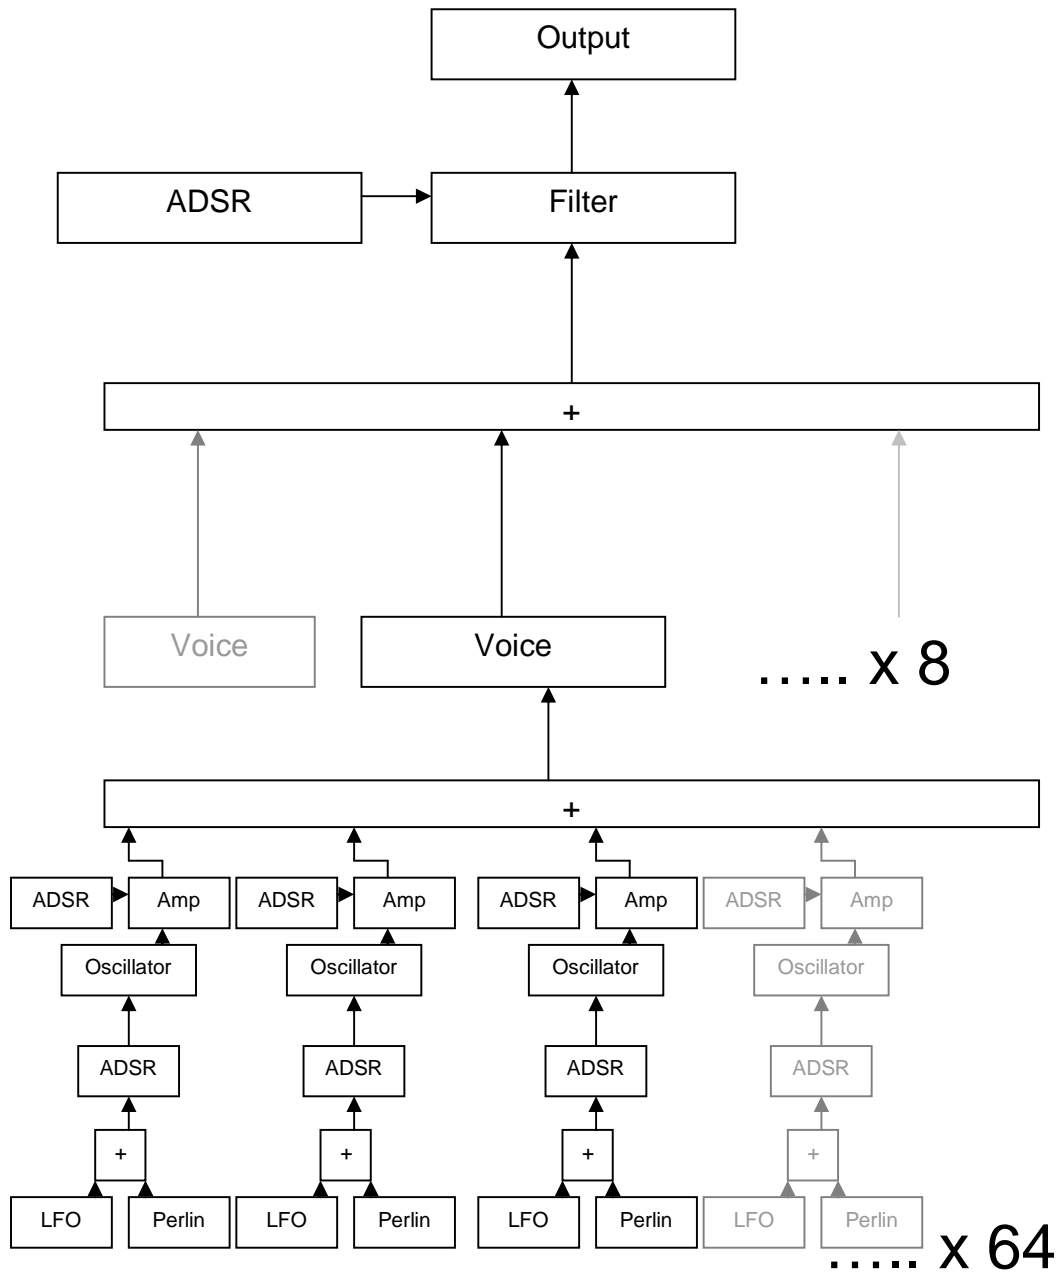 Output
ADSR Filter
+
Voice Voice ..... x 8
+
ADSR Amp ADSR Amp ADSR Amp ADSR Amp
Oscillator Oscillator Oscillator Oscillator
ADSR ADSR ADSR ADSR
+ + + +
LFO Perlin LFO Perlin LFO Perlin LFO Perlin
..... x 64